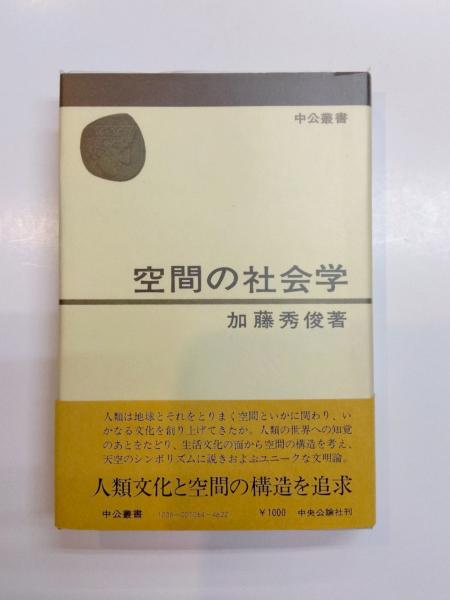 中公叢書
空間の社会学
加藤秀俊著
人類は地球とそれをとりまく空間といかに関わり、い
かなる文化を創り上げてきたか。人類の世界への知覚
のあとをたどり、生活文化の面から空間の構造を考え、
天空のシンボリズムに説きおよぶユニークな文明論。
人類文化と空間の構造を追求
中公叢書
1036-001064-4622
¥1000
中央公論社刊